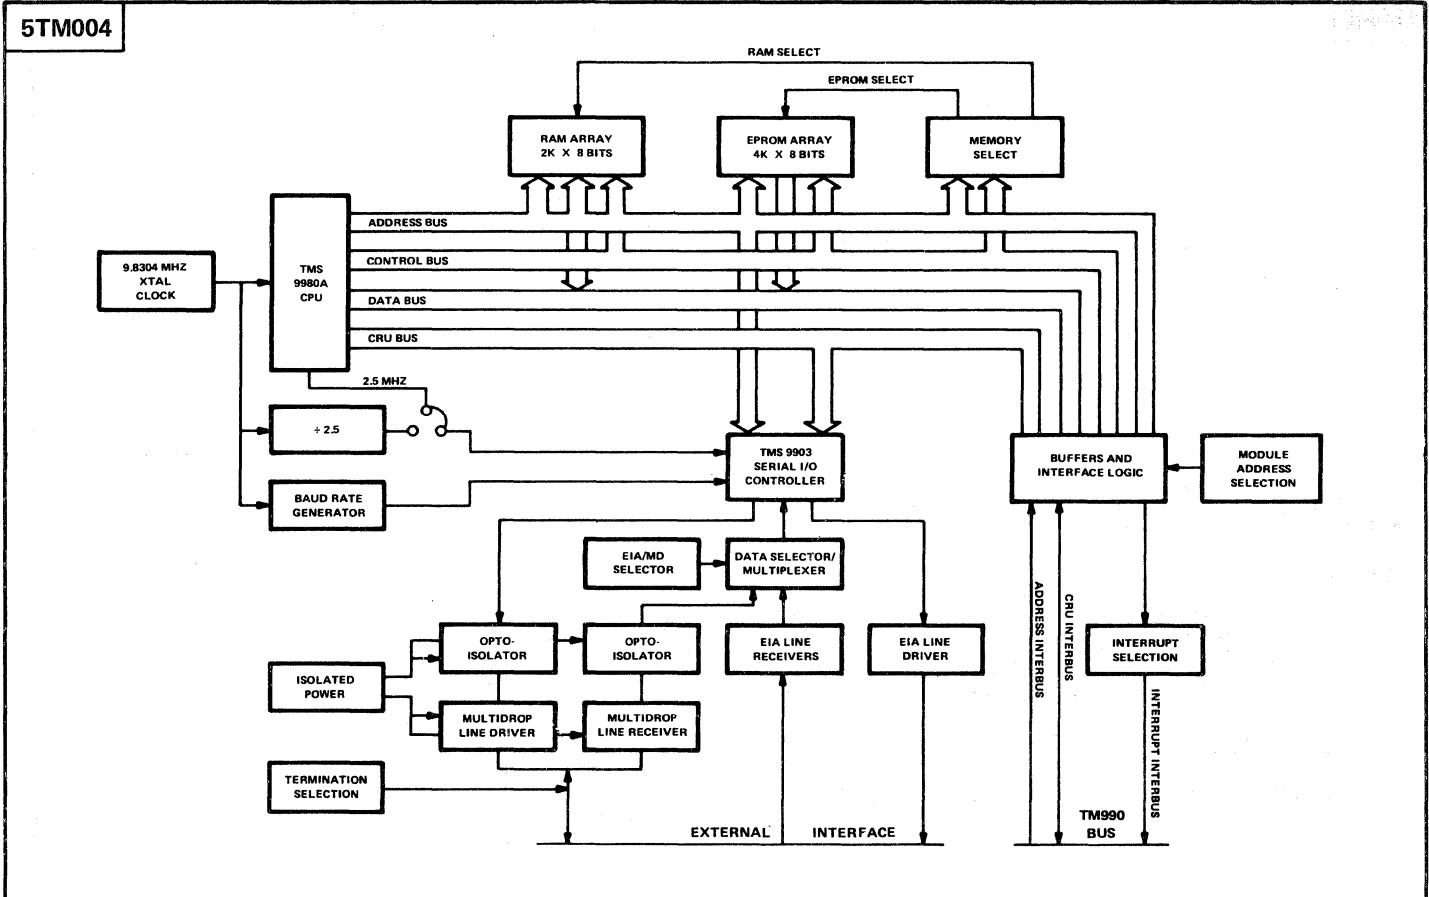 5TM004
RAM SELECT
EPROM SELECT
RAM ARRAY
2K X 8 BITS
EPROM ARRAY
4K X 8 BITS
MEMORY
SELECT
ADDRESS BUS
CONTROL BUS
DATA BUS
CRU BUS
9.8304 MHZ
XTAL
CLOCK
TMS
9980A
CPU
2.5 MHZ
÷ 2.5
BAUD RATE
GENERATOR
TMS 9903
SERIAL I/O
CONTROLLER
BUFFERS AND
INTERFACE LOGIC
MODULE
ADDRESS
SELECTION
EIA/MD
SELECTOR
DATA SELECTOR/
MULTIPLEXER
OPTO-
ISOLATOR
OPTO-
ISOLATOR
EIA LINE
RECEIVERS
EIA LINE
DRIVER
ADDRESS INTERBUS
CRU INTERBUS
INTERRUPT
SELECTION
ISOLATED
POWER
MULTIDROP
LINE DRIVER
MULTIDROP
LINE RECEIVER
INTERRUPT INTERBUS
TERMINATION
SELECTION
EXTERNAL INTERFACE
TM990
BUS